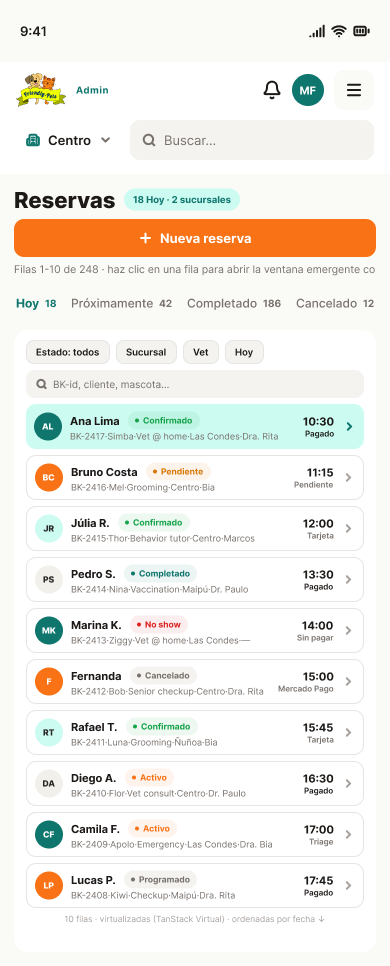 9:41
Friendly-Pets
Admin
MF
Centro
Buscar...
Reservas
18 Hoy · 2 sucursales
+ Nueva reserva
Filas 1-10 de 248 · haz clic en una fila para abrir la ventana emergente co
Hoy 18 Próximamente 42 Completado 186 Cancelado 12
Estado: todos Sucursal Vet Hoy
BK-id, cliente, mascota...
AL Ana Lima • Confirmado 10:30
BK-2417·Simba·Vet @ home·Las Condes·Dra. Rita Pagado
BC Bruno Costa • Pendiente 11:15
BK-2416·Mel·Grooming·Centro·Bia Pendiente
JR Júlia R. • Confirmado 12:00
BK-2415·Thor·Behavior tutor·Centro·Marcos Tarjeta
PS Pedro S. • Completado 13:30
BK-2414·Nina·Vaccination·Maipú·Dr. Paulo Pagado
MK Marina K. • No show 14:00
BK-2413·Ziggy·Vet @ home·Las Condes·— Sin pagar
F Fernanda • Cancelado 15:00
BK-2412·Bob·Senior checkup·Centro·Dra. Rita Mercado Pago
RT Rafael T. • Confirmado 15:45
BK-2411·Luna·Grooming·Ñuñoa·Bia Tarjeta
DA Diego A. • Activo 16:30
BK-2410·Flor·Vet consult·Centro·Dr. Paulo Pagado
CF Camila F. • Activo 17:00
BK-2409·Apolo·Emergency·Las Condes·Dra. Bia Triage
LP Lucas P. • Programado 17:45
BK-2408·Kiwi·Checkup·Maipú·Dra. Rita Pagado
10 filas · virtualizadas (TanStack Virtual) · ordenadas por fecha ↓